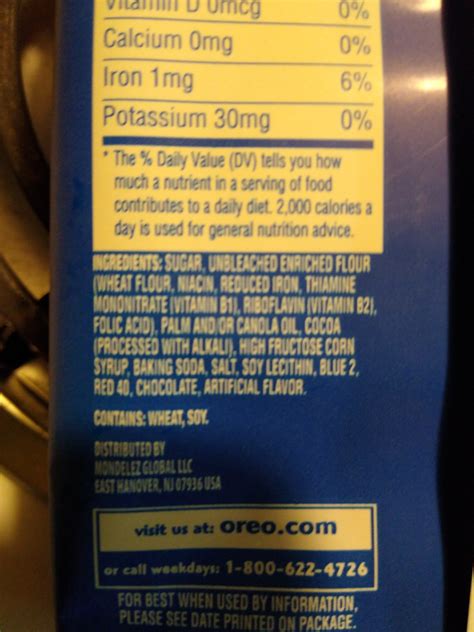 Vitamin D 0mcg 0%
Calcium 0mg 0%
Iron 1mg 6%
Potassium 30mg 0%
* The % Daily Value (DV) tells you how
much a nutrient in a serving of food
contributes to a daily diet. 2,000 calories a
day is used for general nutrition advice.
INGREDIENTS: SUGAR, UNBLEACHED ENRICHED FLOUR
(WHEAT FLOUR, NIACIN, REDUCED IRON, THIAMINE
MONONITRATE {VITAMIN B1}, RIBOFLAVIN {VITAMIN B2},
FOLIC ACID), PALM AND/OR CANOLA OIL, COCOA
(PROCESSED WITH ALKALI), HIGH FRUCTOSE CORN
SYRUP, BAKING SODA, SALT, SOY LECITHIN, BLUE 2,
RED 40, CHOCOLATE, ARTIFICIAL FLAVOR.
CONTAINS: WHEAT, SOY.
DISTRIBUTED BY
MONDELEZ GLOBAL LLC
EAST HANOVER, NJ 07936 USA
visit us at: oreo.com
or call weekdays: 1-800-622-4726
FOR BEST WHEN USED BY INFORMATION,
PLEASE SEE DATE PRINTED ON PACKAGE.